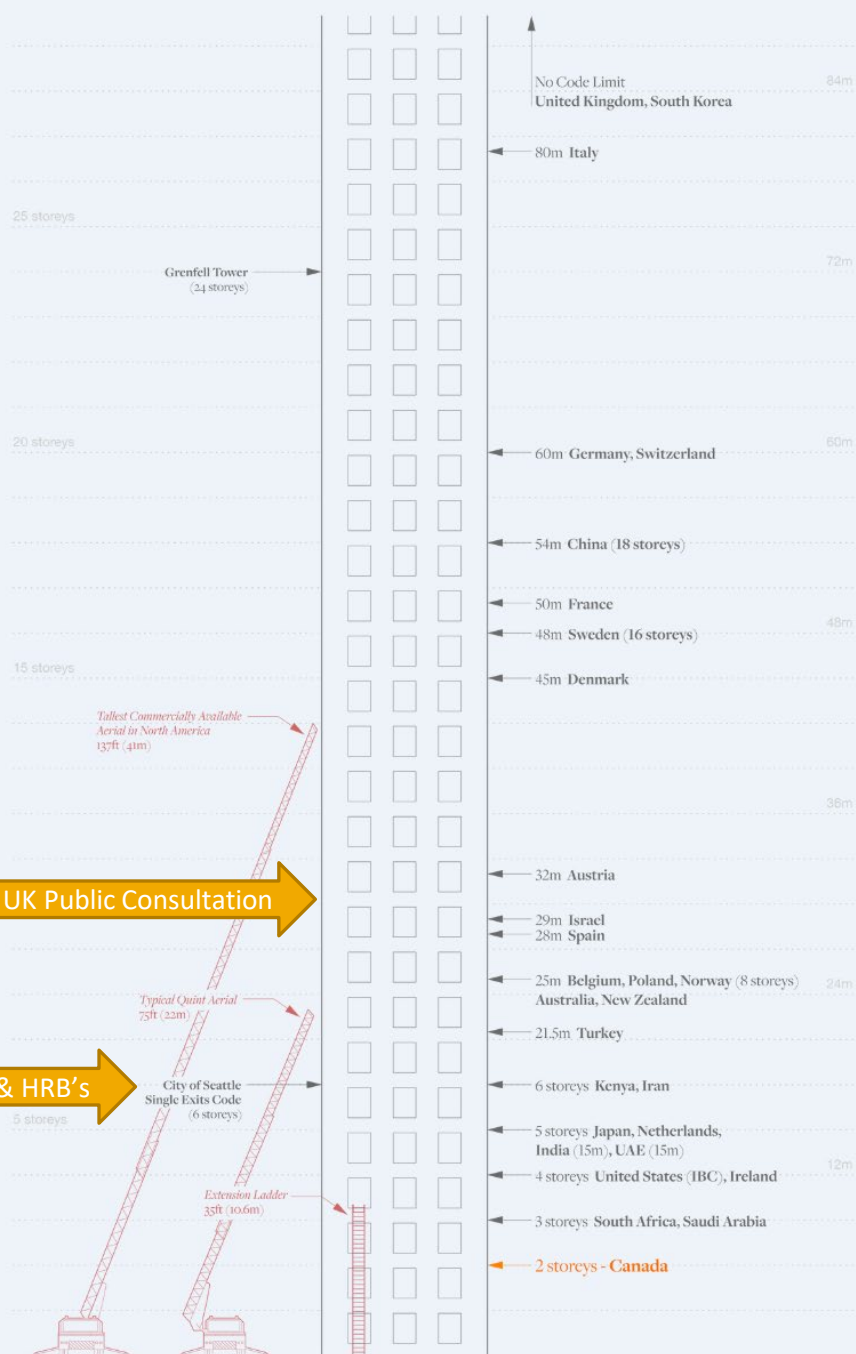 No Code Limit
United Kingdom, South Korea
84m
80m Italy
25 storeys
72m
Grenfell Tower
(24 storeys)
20 storeys
60m
60m Germany, Switzerland
54m China (18 storeys)
50m France
48m
48m Sweden (16 storeys)
15 storeys
45m Denmark
Tallest Commercially Available
Aerial in North America
137ft (41m)
36m
32m Austria
UK Public Consultation
29m Israel
28m Spain
25m Belgium, Poland, Norway (8 storeys)
Australia, New Zealand
24m
Typical Quint Aerial
75ft (22m)
21.5m Turkey
& HRB's
City of Seattle
Single Exits Code
(6 storeys)
6 storeys Kenya, Iran
5 storeys
5 storeys Japan, Netherlands,
India (15m), UAE (15m)
12m
4 storeys United States (IBC), Ireland
Extension Ladder
35ft (10.6m)
3 storeys South Africa, Saudi Arabia
2 storeys - Canada